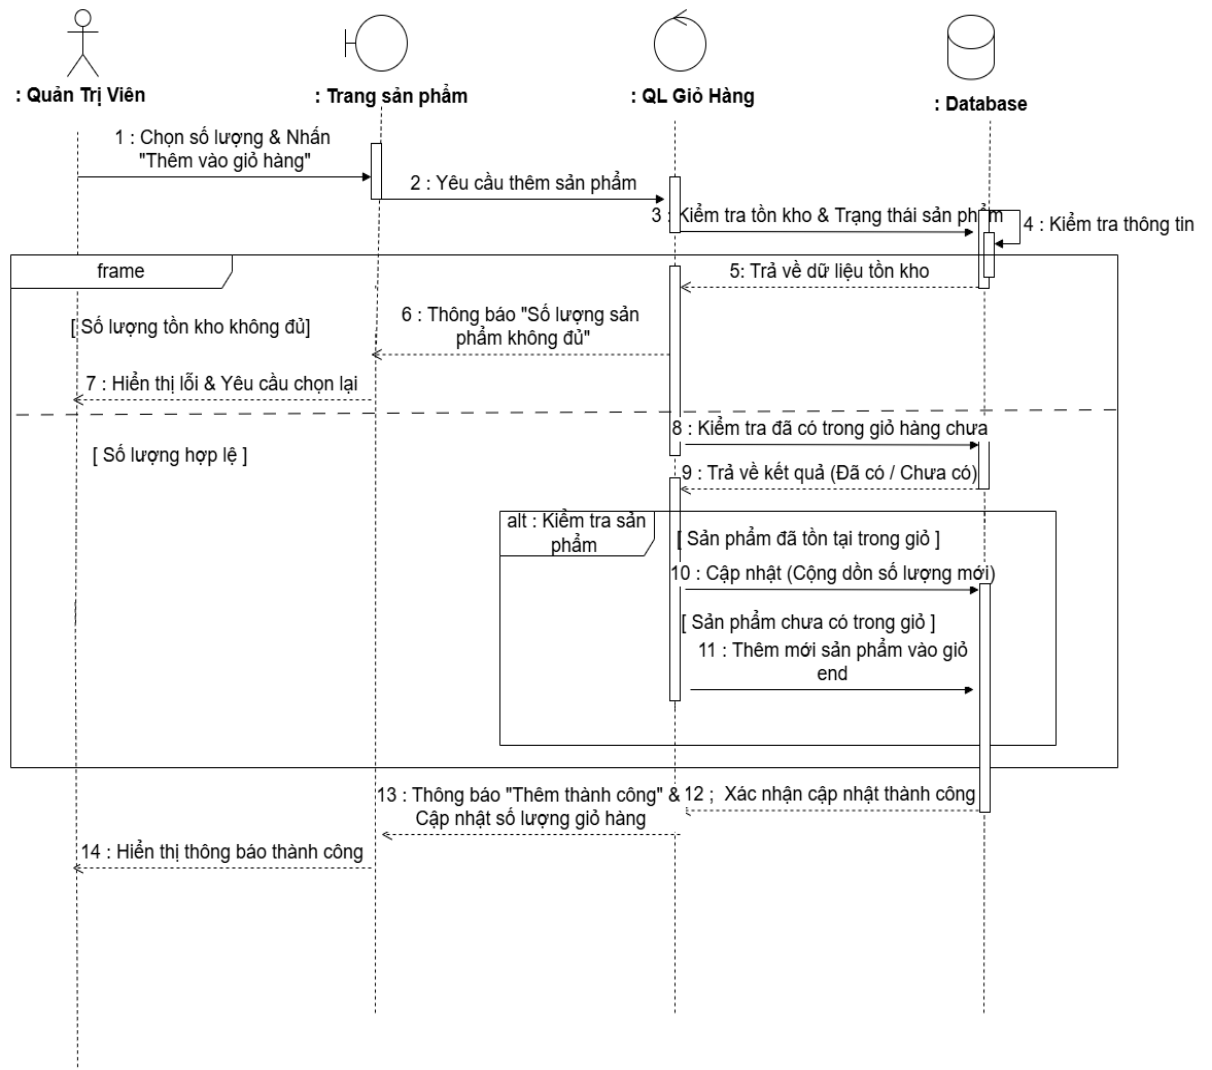 : Quản Trị Viên
: Trang sản phẩm
: QL Giỏ Hàng
: Database
1 : Chọn số lượng & Nhấn
"Thêm vào giỏ hàng"
2 : Yêu cầu thêm sản phẩm
3 : Kiểm tra tồn kho & Trạng thái sản phẩm
4 : Kiểm tra thông tin
frame
5: Trả về dữ liệu tồn kho
[ Số lượng tồn kho không đủ]
6 : Thông báo "Số lượng sản
phẩm không đủ"
7 : Hiển thị lỗi & Yêu cầu chọn lại
8 : Kiểm tra đã có trong giỏ hàng chưa
[ Số lượng hợp lệ ]
9 : Trả về kết quả (Đã có / Chưa có)
alt : Kiểm tra sản
phẩm
[ Sản phẩm đã tồn tại trong giỏ ]
10 : Cập nhật (Cộng dồn số lượng mới)
[ Sản phẩm chưa có trong giỏ ]
11 : Thêm mới sản phẩm vào giỏ
end
12 ; Xác nhận cập nhật thành công
13 : Thông báo "Thêm thành công" &
Cập nhật số lượng giỏ hàng
14 : Hiển thị thông báo thành công